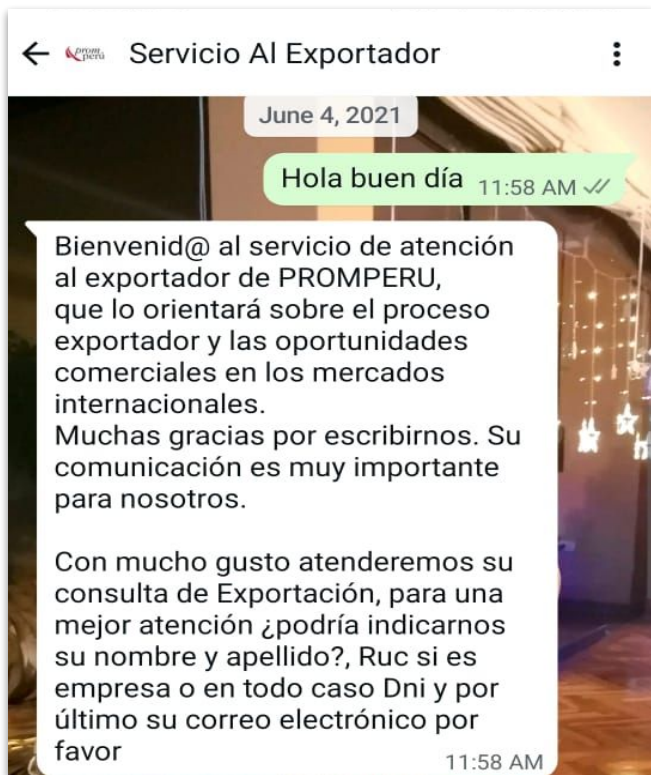 prom
perú
Servicio Al Exportador
June 4, 2021
Hola buen día 11:58 AM
Bienvenid@ al servicio de atención
al exportador de PROMPERU,
que lo orientará sobre el proceso
exportador y las oportunidades
comerciales en los mercados
internacionales.
Muchas gracias por escribirnos. Su
comunicación es muy importante
para nosotros.
Con mucho gusto atenderemos su
consulta de Exportación, para una
mejor atención ¿podría indicarnos
su nombre y apellido?, Ruc si es
empresa o en todo caso Dni y por
último su correo electrónico por
favor
11:58 AM